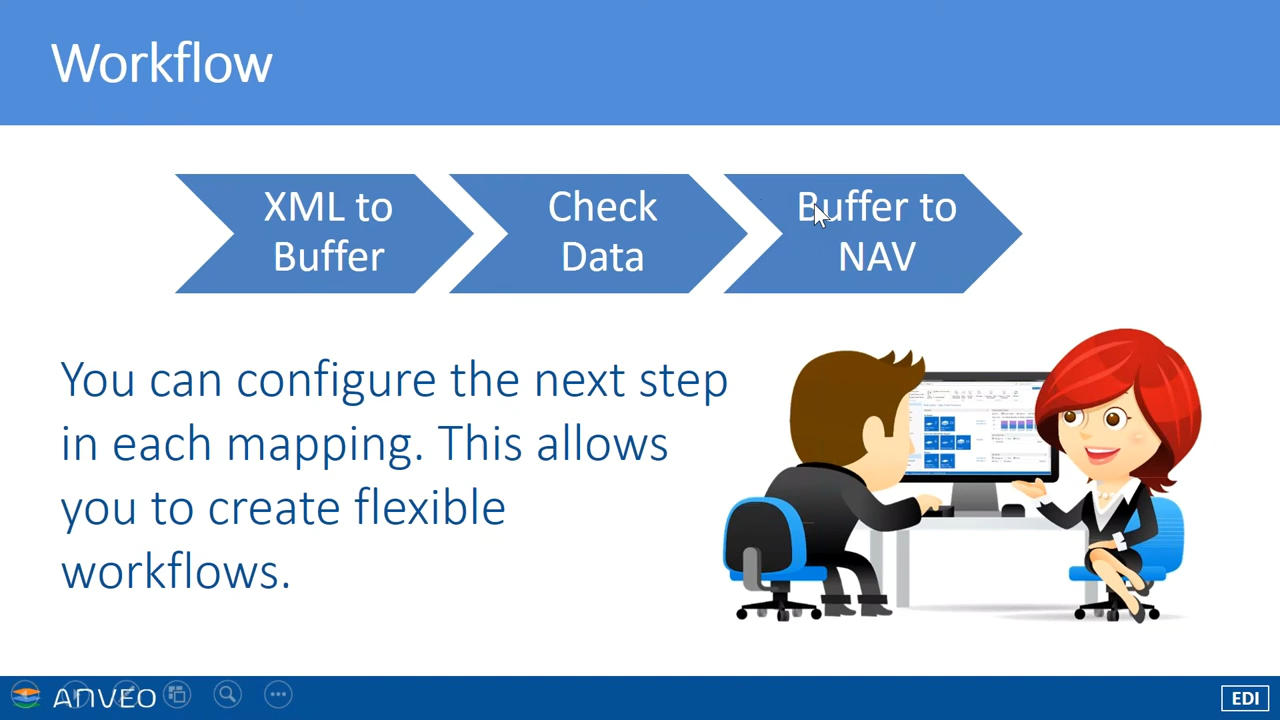 Workflow
XML to
Buffer
Check
Data
Buffer to
NAV
You can configure the next step
in each mapping. This allows
you to create flexible
workflows.
ANVEO
EDI